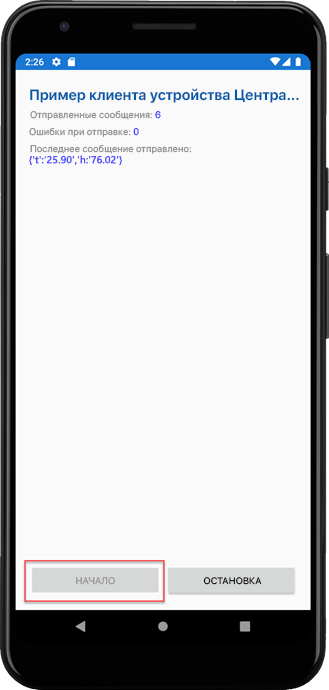 2:26
Пример клиента устройства Центра...
Отправленные сообщения: 6
Ошибки при отправке: 0
Последнее сообщение отправлено:
{'t':'25.90','h:'76.02'}
НАЧАЛО ОСТАНОВКА